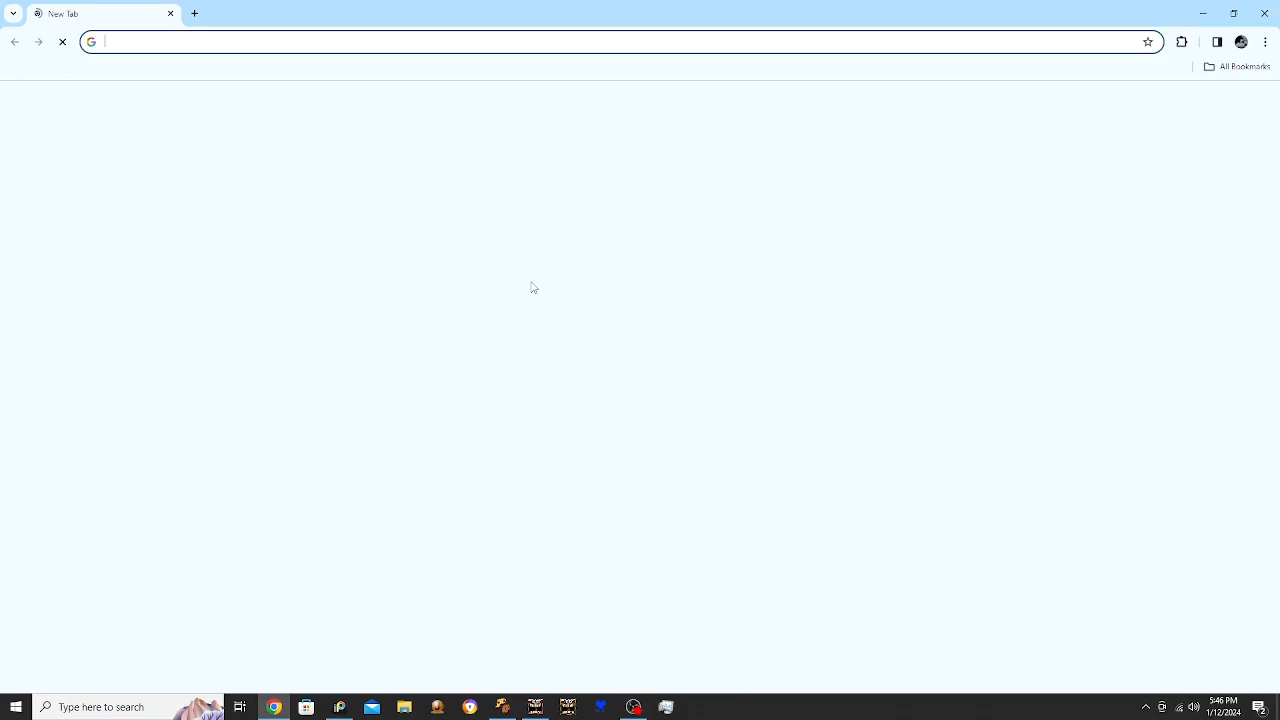 New Tab
All Bookmarks
Type here to search
5:46 PM
1/12/2024